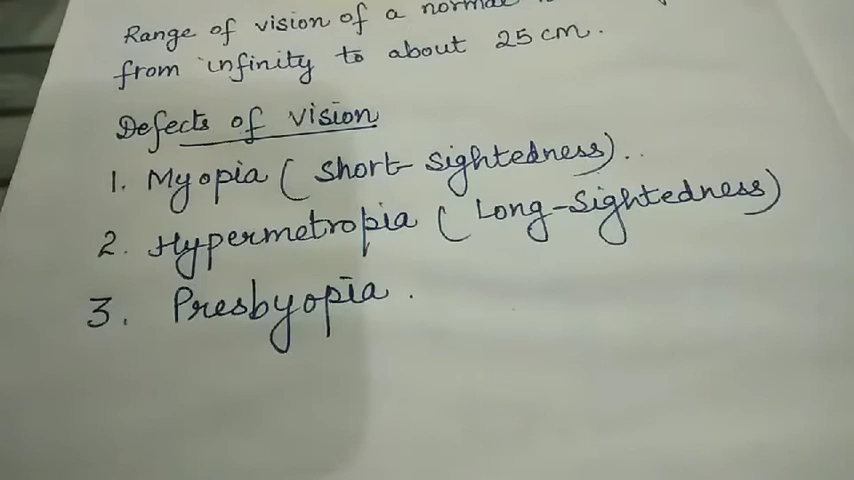 Range of vision of a normal
from infinity to about 25 cm.
Defects of vision
1. Myopia ( Short-Sightedness)..
2. Hypermetropia ( Long-Sightedness)
3. Presbyopia.